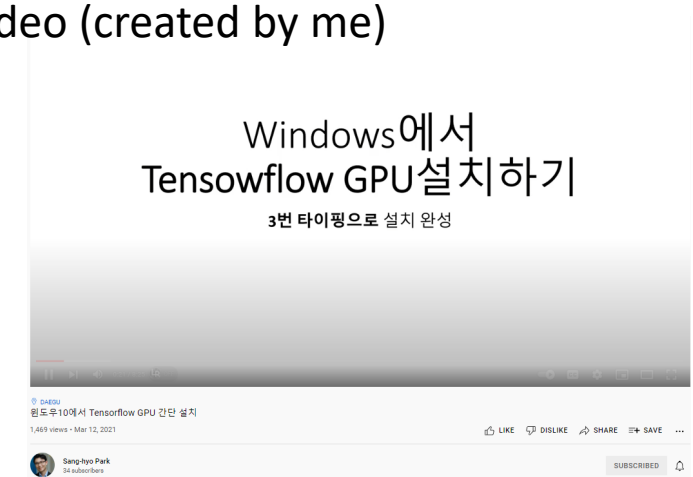 deo (created by me)
Windows에서
Tensowflow GPU설치하기
3번 타이핑으로 설치 완성
DAEGU
윈도우10에서 Tensorflow GPU 간단 설치
1,469 views • Mar 12, 2021 LIKE DISLIKE SHARE SAVE ...
Sang-hyo Park
34 subscribers SUBSCRIBED